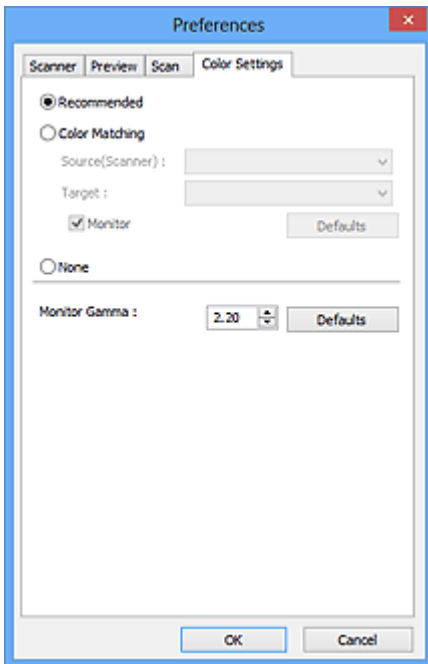 Preferences
Scanner Preview Scan Color Settings
Recommended
Color Matching
Source(Scanner) :
Target :
Monitor Defaults
None
Monitor Gamma : 2.20 Defaults
OK Cancel